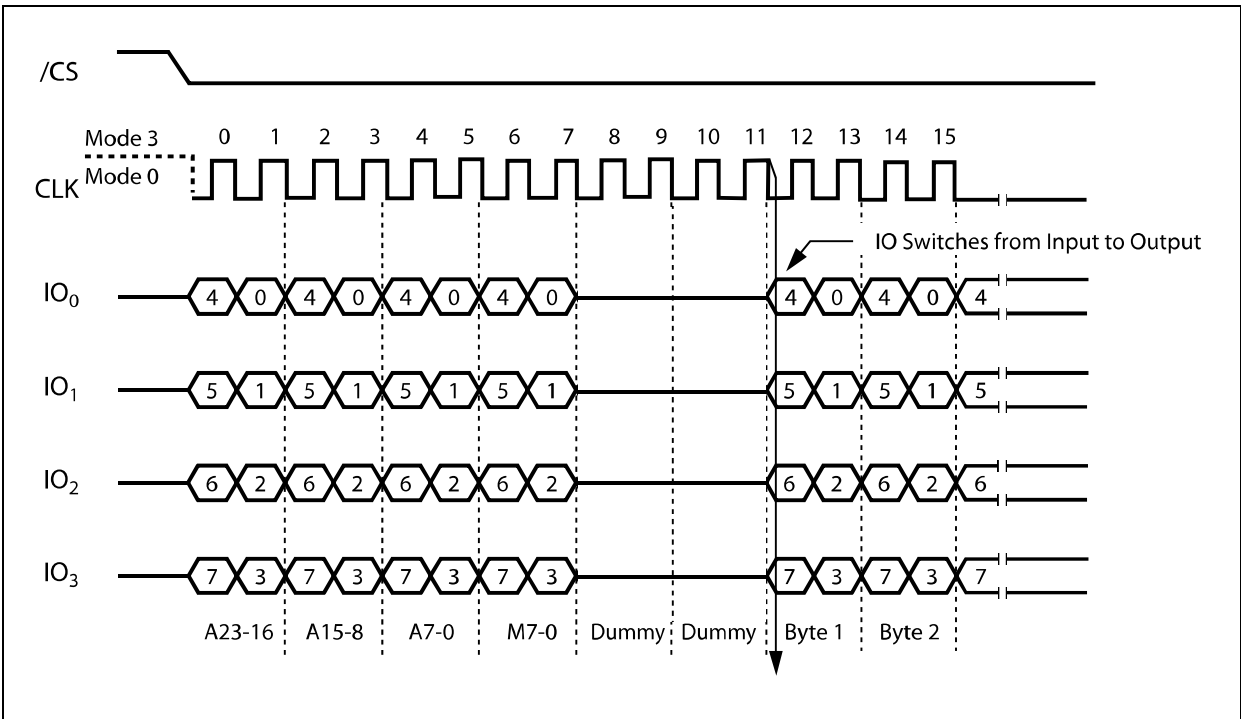 /CS
Mode 3 0 1 2 3 4 5 6 7 8 9 10 11 12 13 14 15
CLK Mode 0
IO Switches from Input to Output
IO₀ 4 0 4 0 4 0 4 0 4 0 4 0 4
IO₁ 5 1 5 1 5 1 5 1 5 1 5 1 5
IO₂ 6 2 6 2 6 2 6 2 6 2 6 2 6
IO₃ 7 3 7 3 7 3 7 3 7 3 7 3 7
A23-16 A15-8 A7-0 M7-0 Dummy Dummy Byte 1 Byte 2